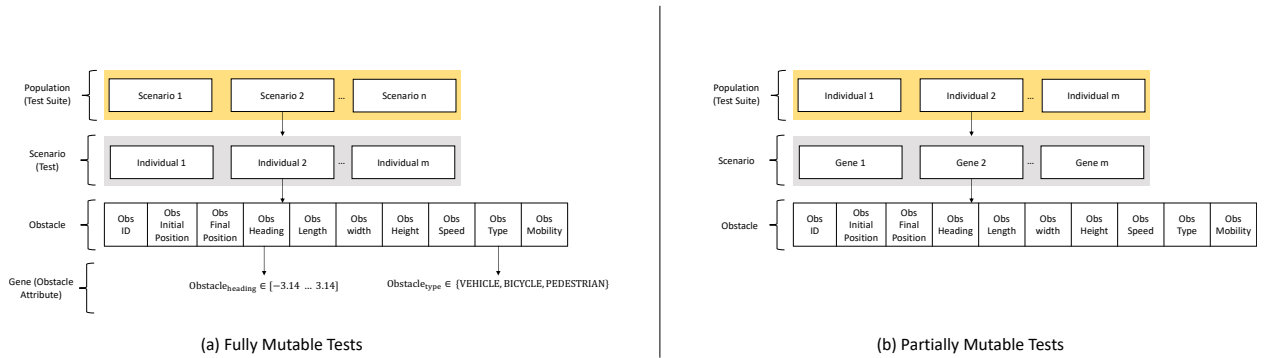 Population
(Test Suite)
Scenario 1
Scenario 2
...
Scenario n
Scenario
(Test)
Individual 1
Individual 2
...
Individual m
Obstacle
Obs
ID
Obs
Initial
Position
Obs
Final
Position
Obs
Heading
Obs
Length
Obs
width
Obs
Height
Obs
Speed
Obs
Type
Obs
Mobility
Gene (Obstacle
Attribute)
Obstacle_heading ∈ [−3.14 … 3.14]
Obstacle_type ∈ {VEHICLE, BICYCLE, PEDESTRIAN}
(a) Fully Mutable Tests
Population
(Test Suite)
Individual 1
Individual 2
...
Individual m
Scenario
Gene 1
Gene 2
...
Gene m
Obstacle
Obs
ID
Obs
Initial
Position
Obs
Final
Position
Obs
Heading
Obs
Length
Obs
width
Obs
Height
Obs
Speed
Obs
Type
Obs
Mobility
(b) Partially Mutable Tests